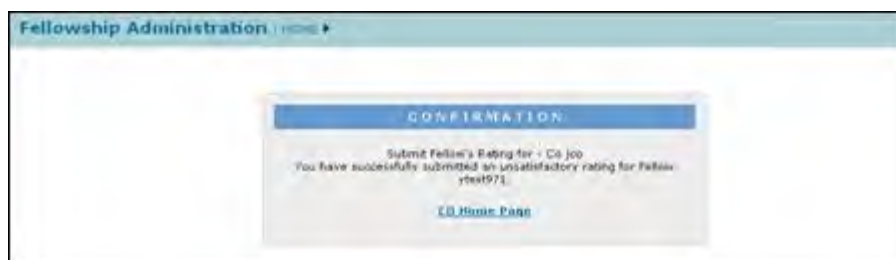 Fellowship Administration | HOME
CONFIRMATION
Submit Fellow's Rating for - Co Joo
You have successfully submitted an unsatisfactory rating for Fellow
ytest971
CO Home Page